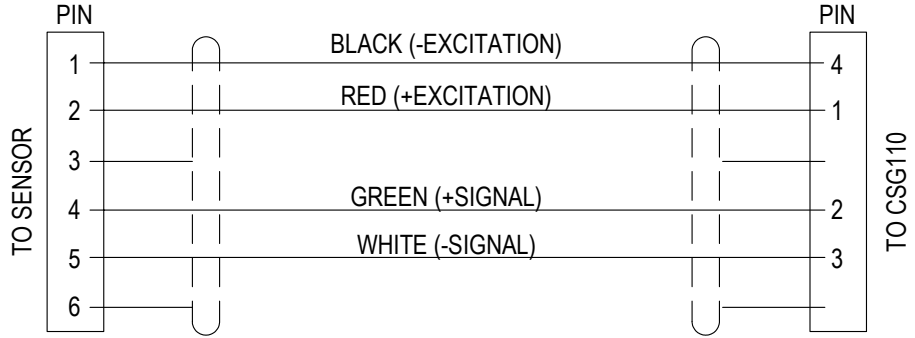 PIN
PIN
BLACK (-EXCITATION)
1
4
RED (+EXCITATION)
2
1
3
TO SENSOR
TO CSG110
GREEN (+SIGNAL)
4
2
WHITE (-SIGNAL)
5
3
6